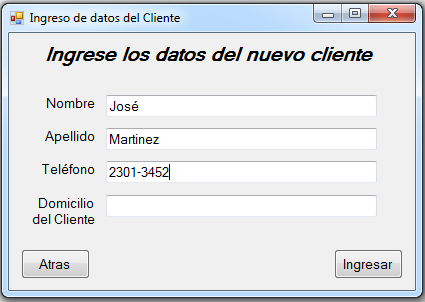 Ingreso de datos del Cliente
Ingrese los datos del nuevo cliente
Nombre José
Apellido Martinez
Teléfono 2301-3452
Domicilio
del Cliente
Atras Ingresar